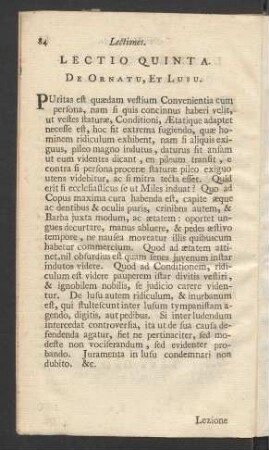 84 Lectiones.
LECTIO QUINTA.
DE ORNATU, ET LUSU.
PUritas est quædam vestium Convenientia cum
persona, nam si quis concinnus haberi velit,
ut vestes staturæ, Conditioni, Ætatique adaptet
necesse est, hoc fit extrema fugiendo, quæ ho-
minem ridiculum exhibent, nam si aliquis exi-
guus, pileo magno indutus, daturus sit ansam
ut eum videntes dicant, en pileum transit, e
contra si persona proceræ staturæ pileo exiguo
utens videbitur, ac si mitra tecta esset. Quid
erit si ecclesiasticus se ut Miles induat? Quo ad
Copus maxima cura habenda est, capite æque
ac dentibus & oculis puris, crinibus autem, &
Barba juxta modum, ac ætatem: oportet un-
gues decurtare, manus abluere, & pedes æstivo
tempore, ne nausea moveatur illis quibuscum
habetur commercium. Quod ad ætatem atti-
net, nil absurdius est quam senes juvenum instar
indutos videre. Quod ad Conditionem, ridi-
culum est videre pauperem istar divitis vestiri,
& ignobilem nobilis, se judicio carere viden-
tur. De lusu autem ridiculum, & inurbanum
est, qui stultescunt intor lusum tympanistam a-
gendo, digitis, aut pedibus. Si inter ludendum
intercedat controversia, ita ut de sua causa de-
fendenda agatur, fiet ne pertinaciter, sed mo-
deste non vociferandum, sed evidenter pro-
bando. Juramenta in lusu condemnari non
dubito. &c.
Lezione